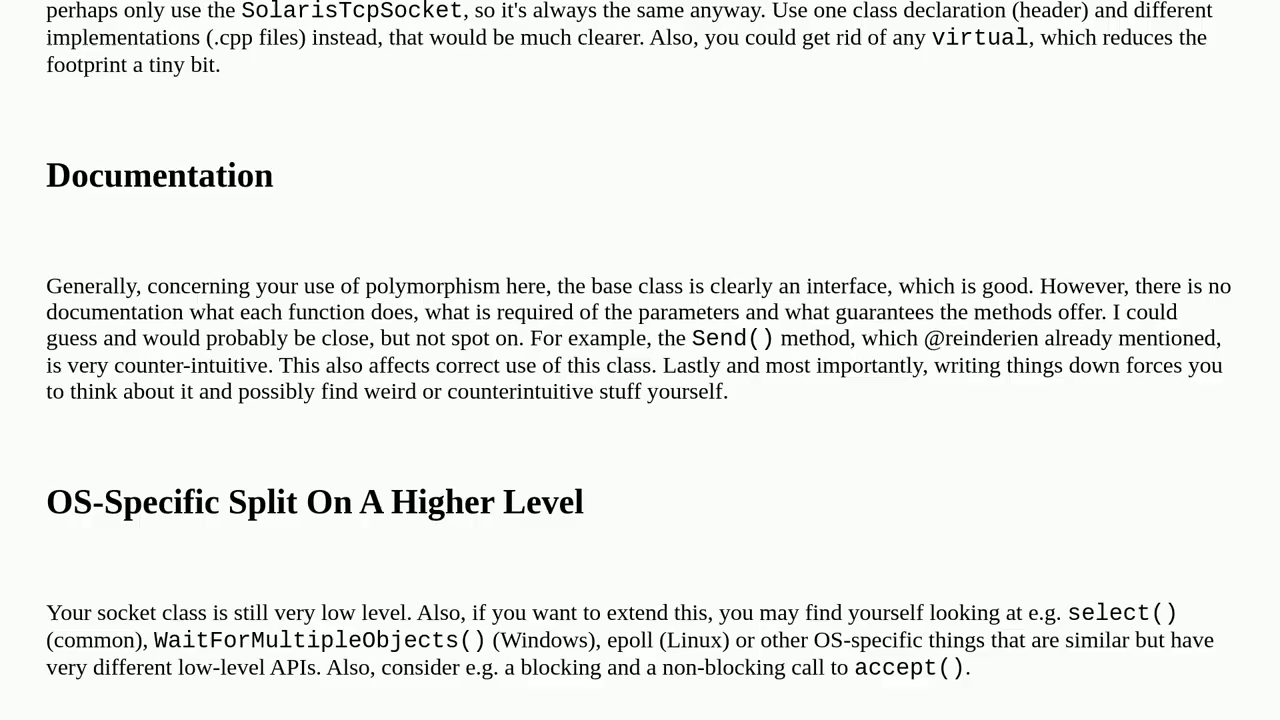 perhaps only use the SolarisTcpSocket, so it's always the same anyway. Use one class declaration (header) and different
implementations (.cpp files) instead, that would be much clearer. Also, you could get rid of any virtual, which reduces the
footprint a tiny bit.
Documentation
Generally, concerning your use of polymorphism here, the base class is clearly an interface, which is good. However, there is no
documentation what each function does, what is required of the parameters and what guarantees the methods offer. I could
guess and would probably be close, but not spot on. For example, the Send() method, which @reinderien already mentioned,
is very counter-intuitive. This also affects correct use of this class. Lastly and most importantly, writing things down forces you
to think about it and possibly find weird or counterintuitive stuff yourself.
OS-Specific Split On A Higher Level
Your socket class is still very low level. Also, if you want to extend this, you may find yourself looking at e.g. select()
(common), WaitForMultipleObjects() (Windows), epoll (Linux) or other OS-specific things that are similar but have
very different low-level APIs. Also, consider e.g. a blocking and a non-blocking call to accept().